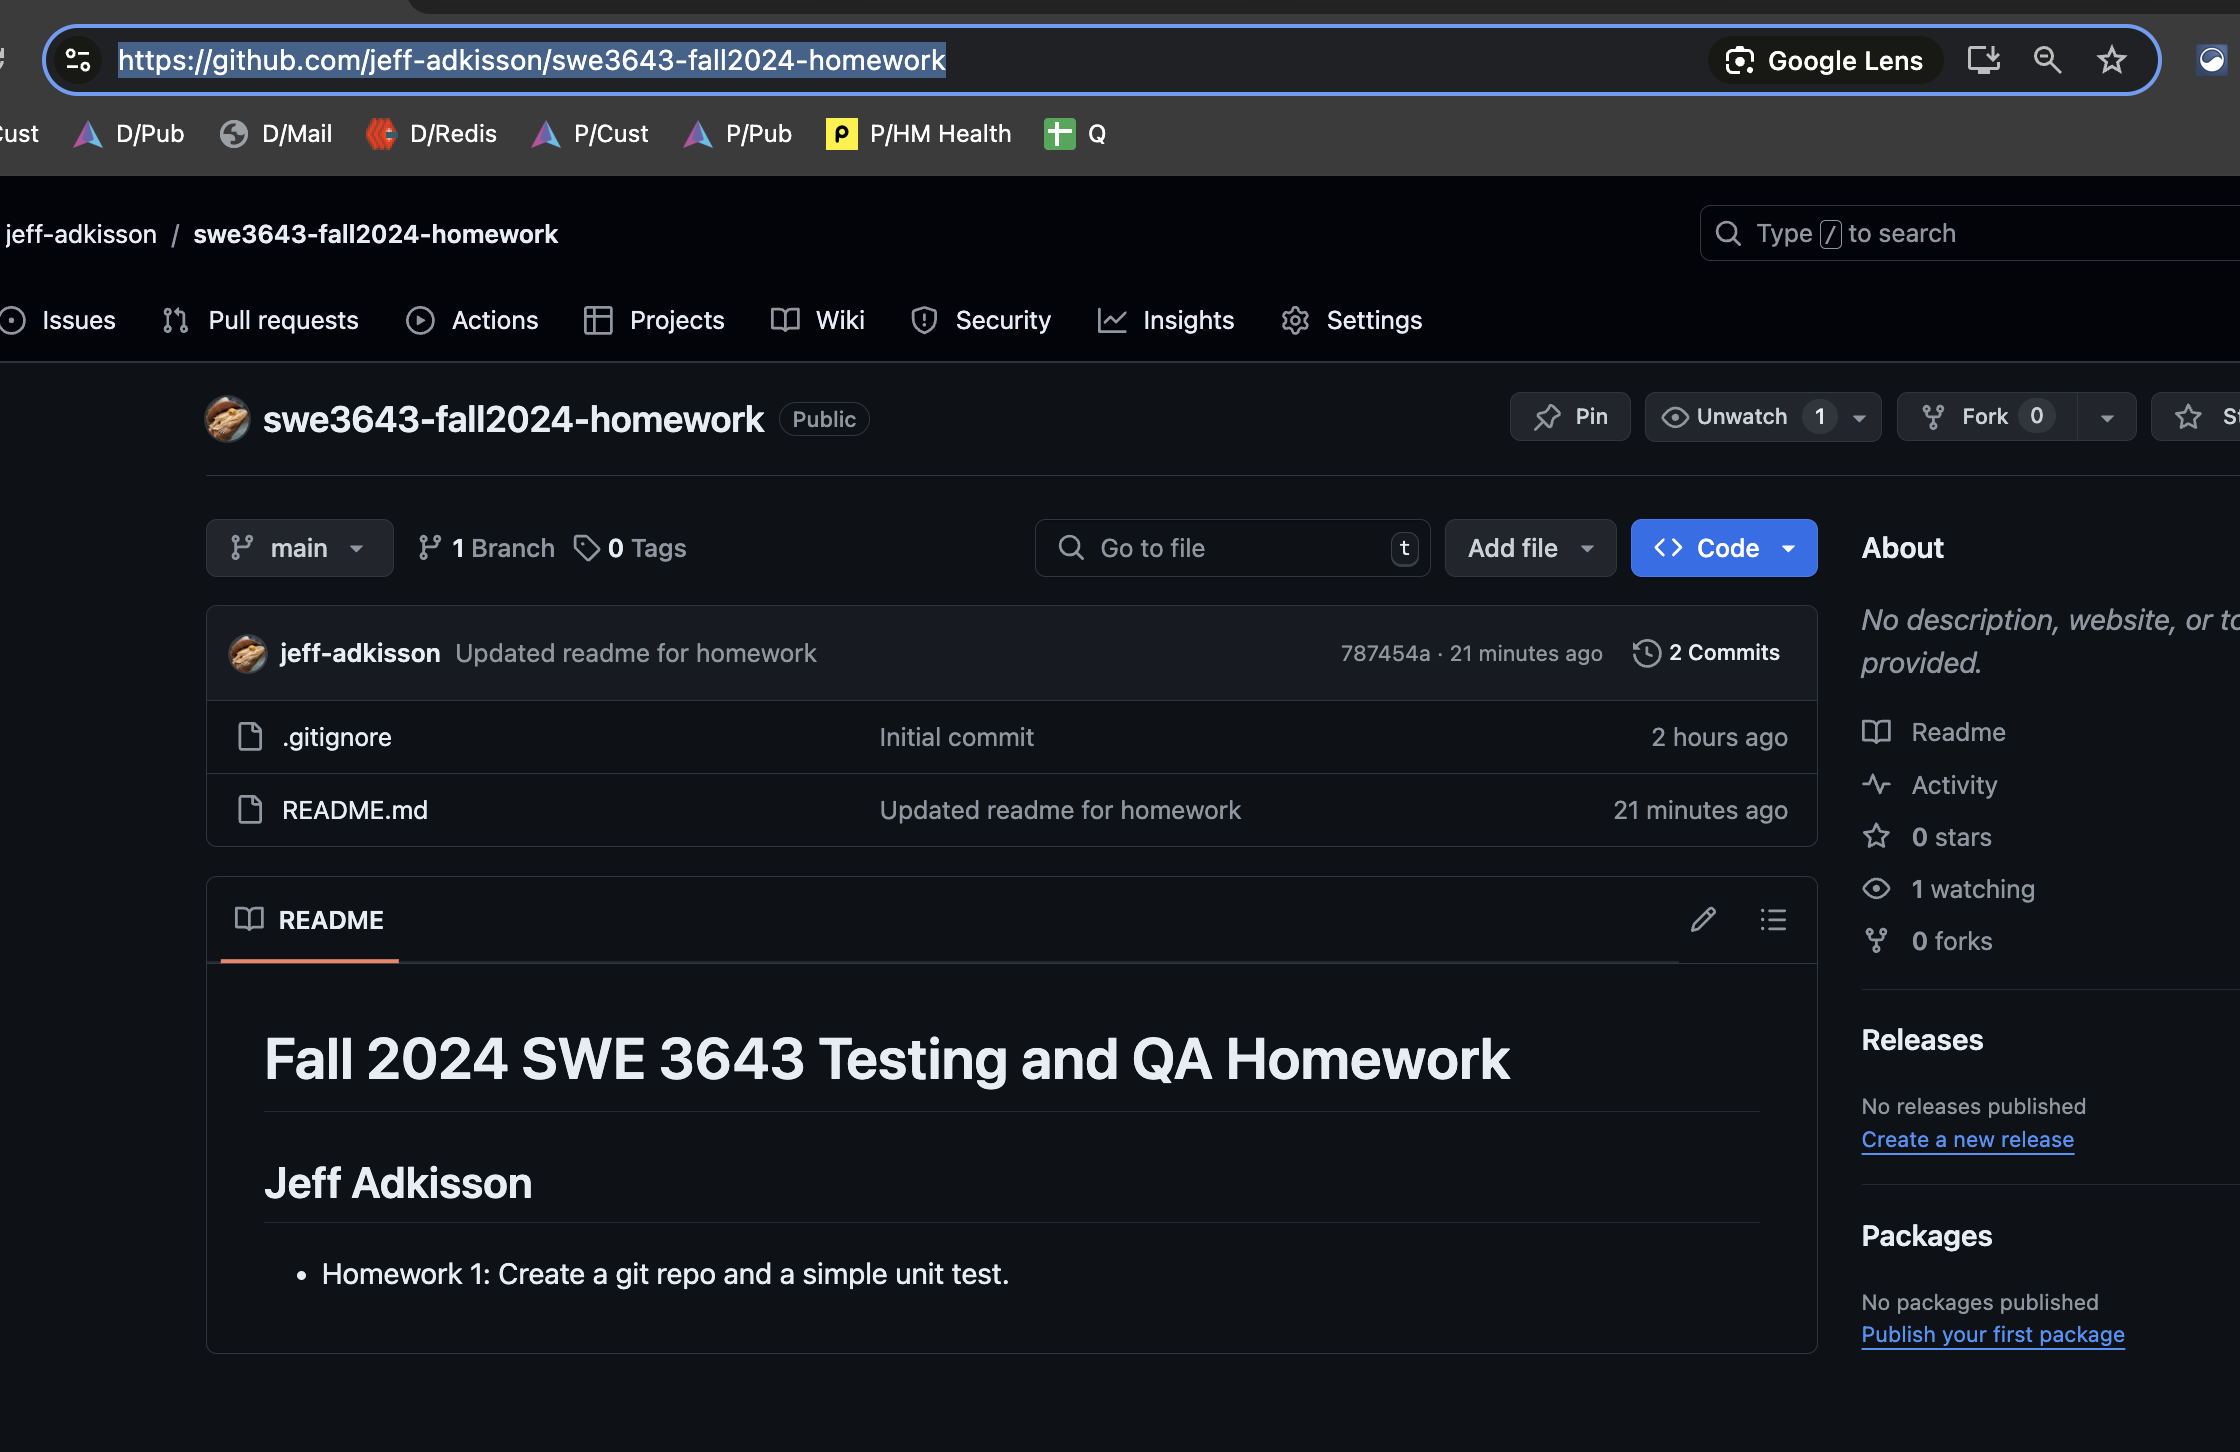 https://github.com/jeff-adkisson/swe3643-fall2024-homework
Google Lens
D/Pub
D/Mail
D/Redis
P/Cust
P/Pub
P/HM Health
Q
jeff-adkisson / swe3643-fall2024-homework
Type / to search
Issues
Pull requests
Actions
Projects
Wiki
Security
Insights
Settings
swe3643-fall2024-homework
Public
Pin
Unwatch 1
Fork 0
main
1 Branch
0 Tags
Go to file
t
Add file
Code
jeff-adkisson Updated readme for homework
787454a · 21 minutes ago
2 Commits
.gitignore
Initial commit
2 hours ago
README.md
Updated readme for homework
21 minutes ago
README
Fall 2024 SWE 3643 Testing and QA Homework
Jeff Adkisson
• Homework 1: Create a git repo and a simple unit test.
About
No description, website, or
provided.
Readme
Activity
0 stars
1 watching
0 forks
Releases
No releases published
Create a new release
Packages
No packages published
Publish your first package